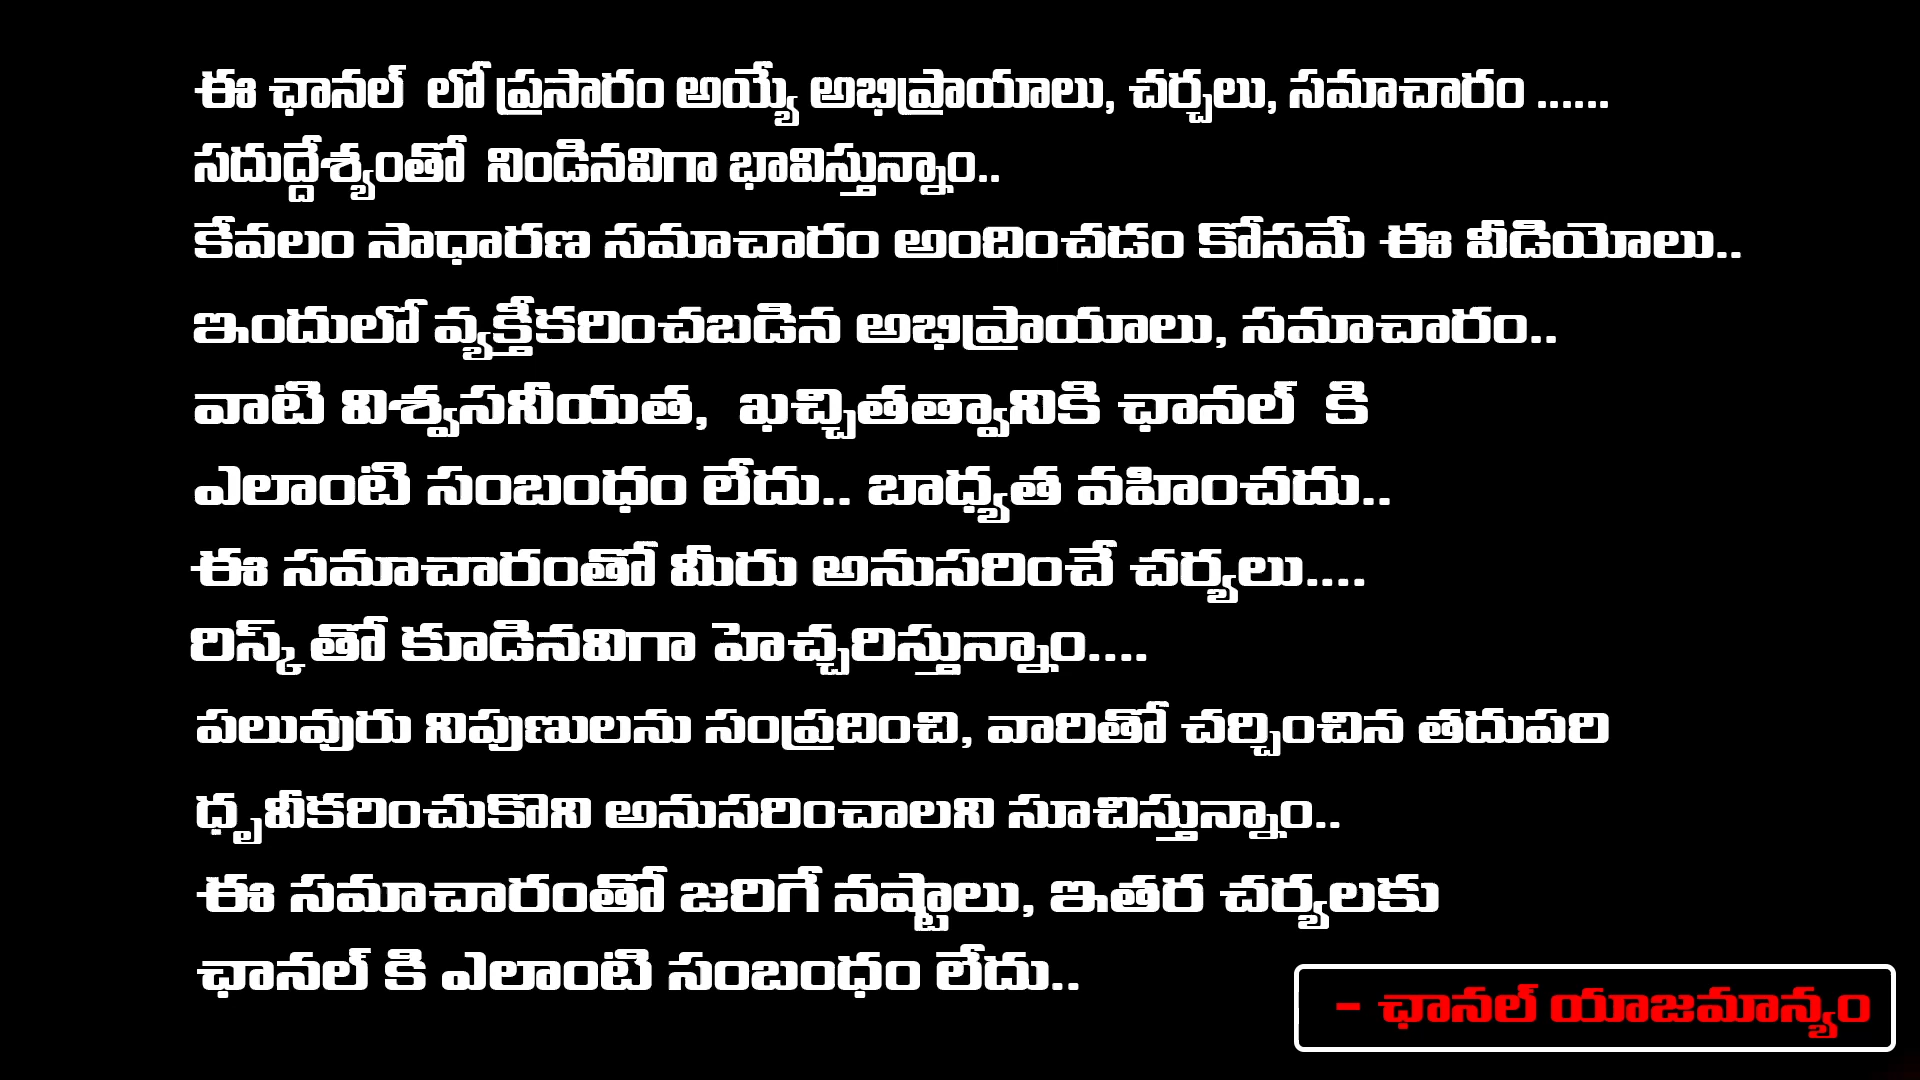 ఈ ఛానల్ లో ప్రసారం అయ్యే అభిప్రాయాలు, చర్చలు, సమాచారం ......
సదుద్దేశ్యంతో నిండినవిగా భావిస్తున్నాం..
కేవలం సాధారణ సమాచారం అందించడం కోసమే ఈ వీడియోలు..
ఇందులో వ్యక్తీకరించబడిన అభిప్రాయాలు, సమాచారం..
వాటి విశ్వసనీయత, ఖచ్చితత్వానికి ఛానల్ కి
ఎలాంటి సంబంధం లేదు.. బాధ్యత వహించదు..
ఈ సమాచారంతో మీరు అనుసరించే చర్యలు....
రిస్క్ తో కూడినవిగా హెచ్చరిస్తున్నాం....
పలువురు నిపుణులను సంప్రదించి, వారితో చర్చించిన తదుపరి
ధృవీకరించుకొని అనుసరించాలని సూచిస్తున్నాం..
ఈ సమాచారంతో జరిగే నష్టాలు, ఇతర చర్యలకు
ఛానల్ కి ఎలాంటి సంబంధం లేదు..
- ఛానల్ యాజమాన్యం